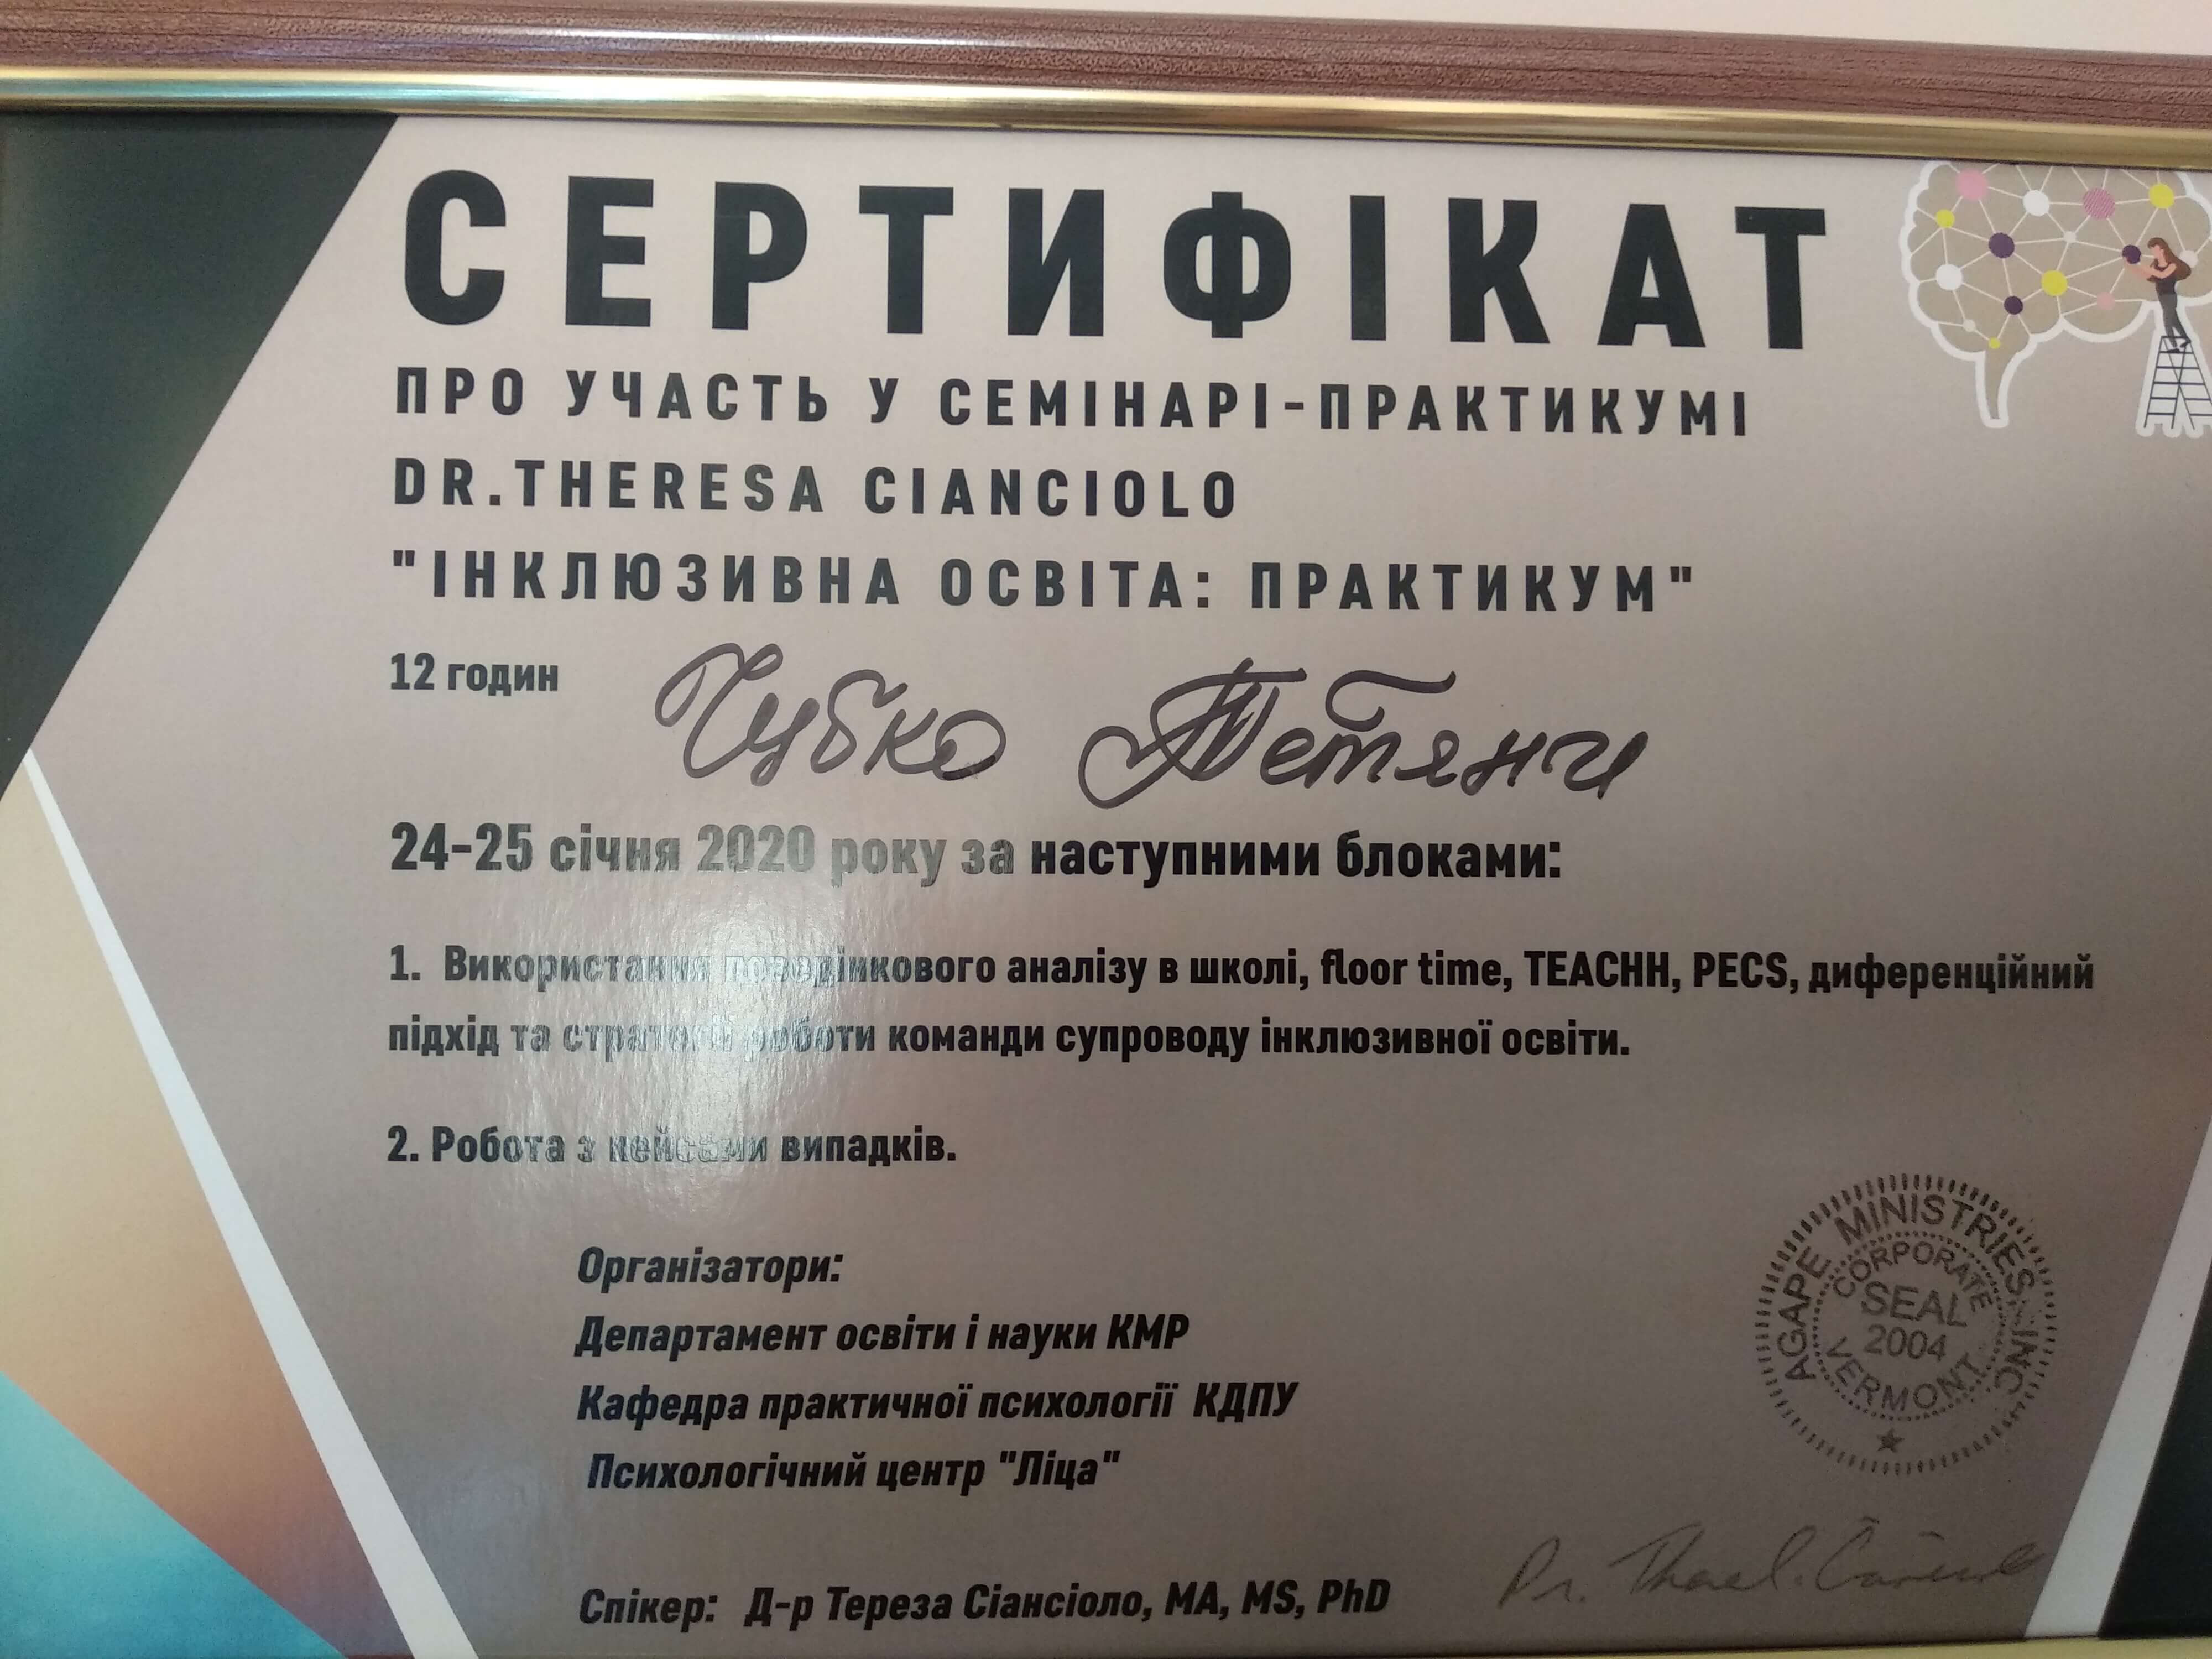 СЕРТИФІКАТ
ПРО УЧАСТЬ У СЕМІНАРІ-ПРАКТИКУМІ
DR.THERESA CIANCIOLO
"ІНКЛЮЗИВНА ОСВІТА: ПРАКТИКУМ"
12 годин Чубко Тетяни
24-25 січня 2020 року за наступними блоками:
1. Використання поведінкового аналізу в школі, floor time, TEACHH, PECS, диференційний
підхід та стратегії роботи команди супроводу інклюзивної освіти.
2. Робота з кейсами випадків.
Організатори:
Департамент освіти і науки КМР
Кафедра практичної психології КДПУ
Психологічний центр "Ліца"
Спікер: Д-р Тереза Сіансіоло, MA, MS, PhD
AGAPE MINISTRIES INC
CORPORATE
SEAL
2004
VERMONT
Dr.